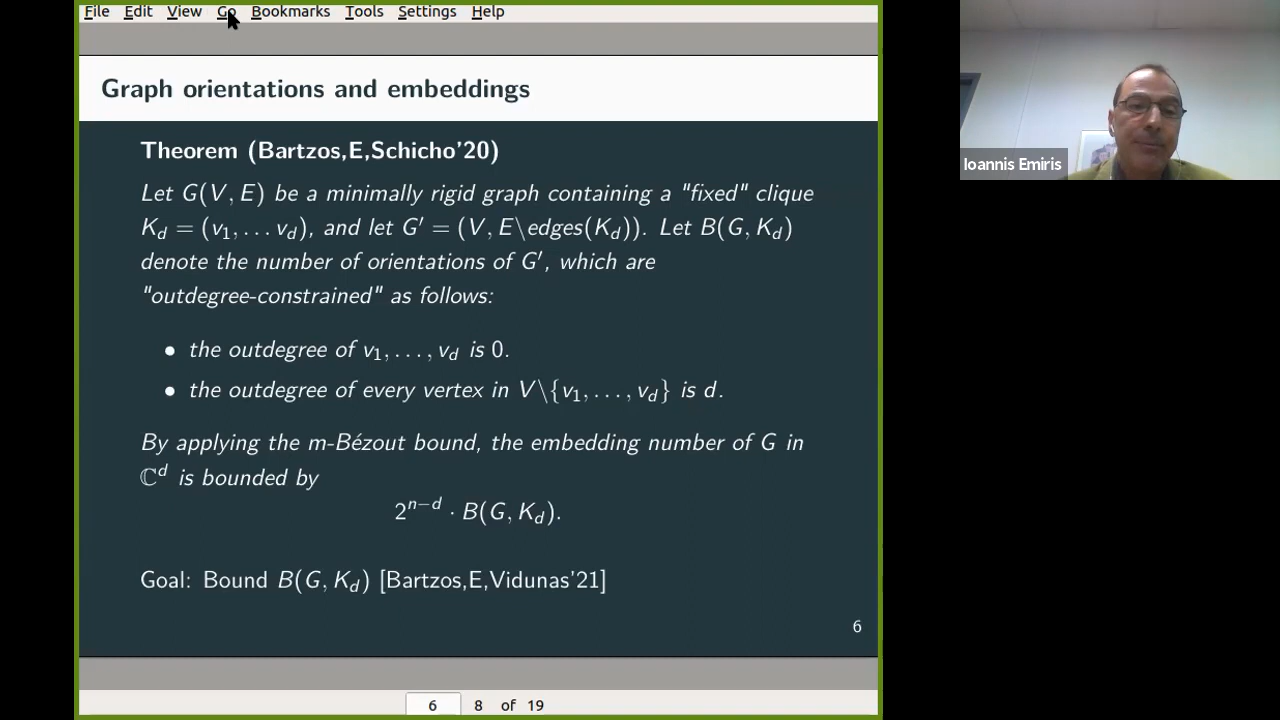 File Edit View Go Bookmarks Tools Settings Help
Graph orientations and embeddings
Theorem (Bartzos,E,Schicho'20)
Let G(V, E) be a minimally rigid graph containing a "fixed" clique
K_d = (v_1, ... v_d), and let G' = (V, E\edges(K_d)). Let B(G, K_d)
denote the number of orientations of G', which are
"outdegree-constrained" as follows:
• the outdegree of v_1, ..., v_d is 0.
• the outdegree of every vertex in V\{v_1, ..., v_d} is d.
By applying the m-Bézout bound, the embedding number of G in
ℂ^d is bounded by
2^{n−d} · B(G, K_d).
Goal: Bound B(G, K_d) [Bartzos,E,Vidunas'21]
6
6 8 of 19
Ioannis Emiris